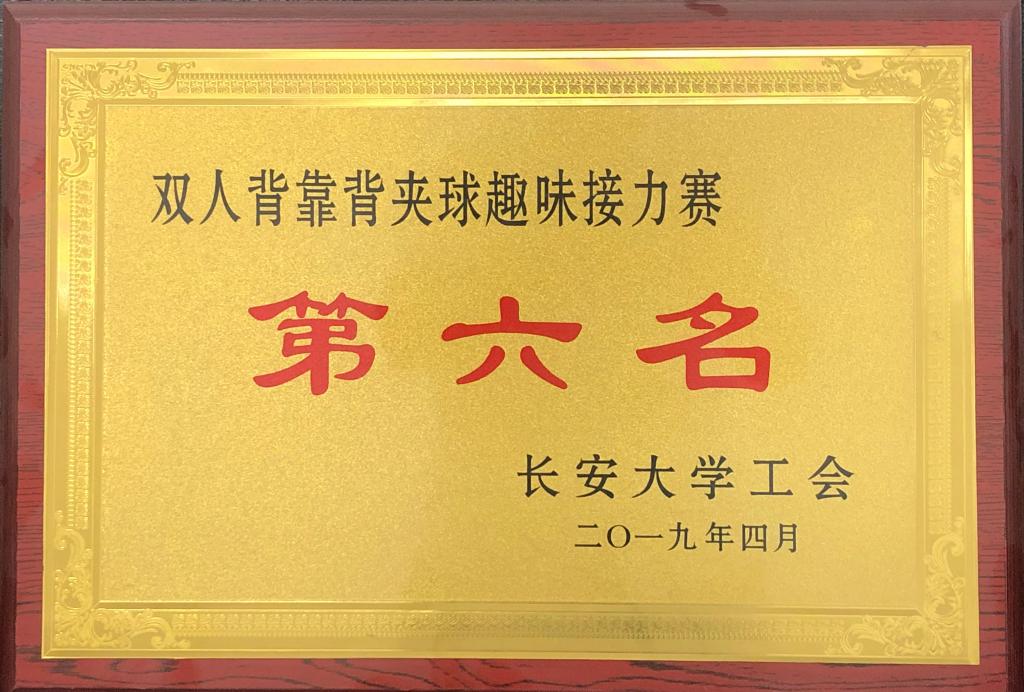 双人背靠背夹球趣味接力赛
第六名
长安大学工会
二〇一九年四月